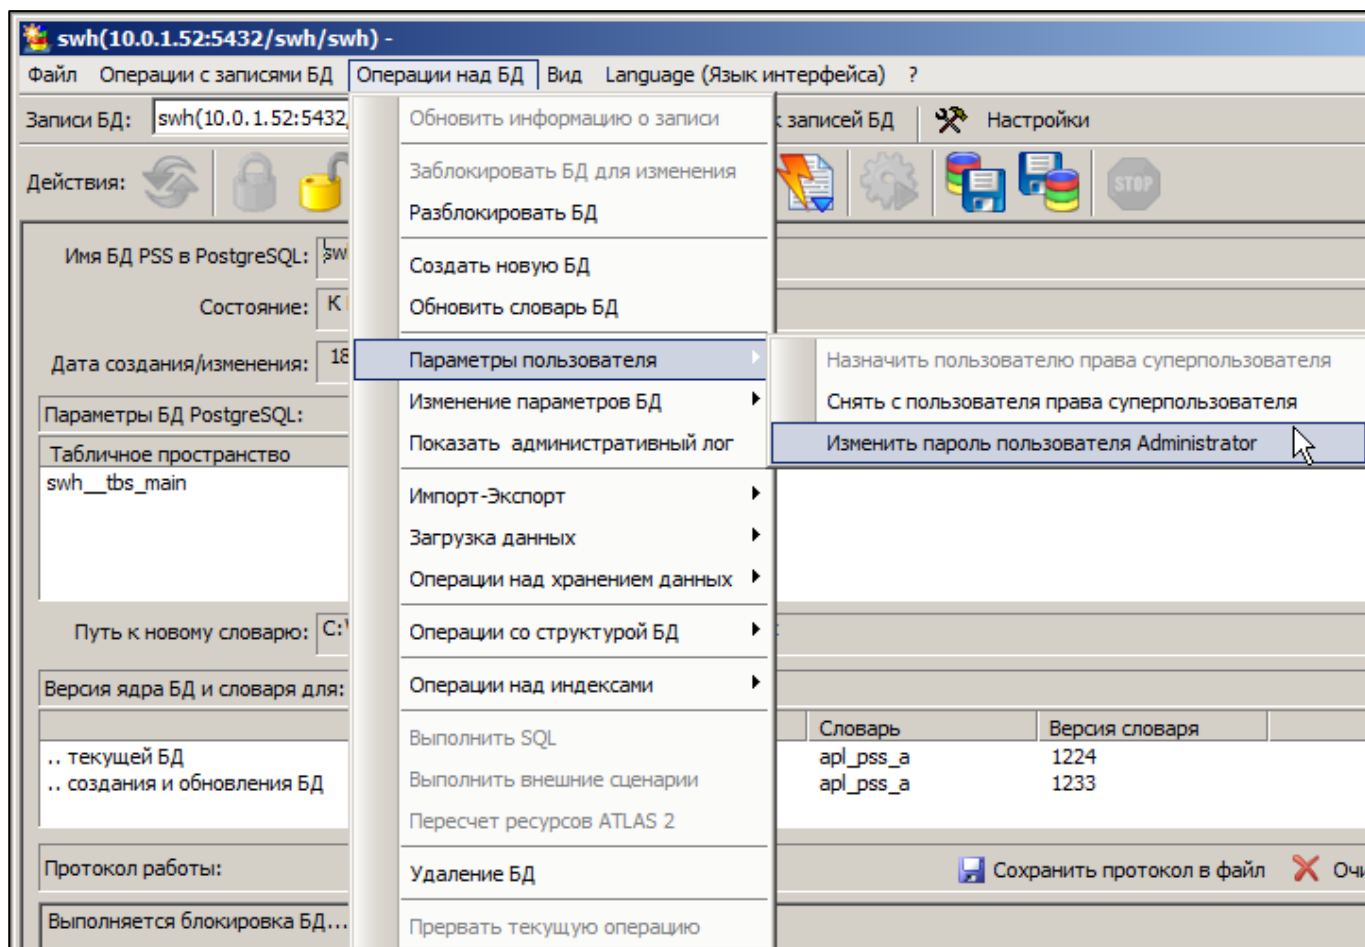 swh(10.0.1.52:5432/swh/swh) -
Файл Операции с записями БД Операции над БД Вид Language (Язык интерфейса) ?
Записи БД: swh(10.0.1.52:5432, записей БД Настройки
Действия: STOP
Обновить информацию о записи
Заблокировать БД для изменения
Разблокировать БД
Создать новую БД
Обновить словарь БД
Параметры пользователя
Изменение параметров БД
Показать административный лог
Импорт-Экспорт
Загрузка данных
Операции над хранением данных
Операции со структурой БД
Операции над индексами
Выполнить SQL
Выполнить внешние сценарии
Пересчет ресурсов ATLAS 2
Удаление БД
Прервать текущую операцию
Назначить пользователю права суперпользователя
Снять с пользователя права суперпользователя
Изменить пароль пользователя Administrator
Имя БД PSS в PostgreSQL: sw
Состояние: К
Дата создания/изменения: 18
Параметры БД PostgreSQL:
Табличное пространство
swh__tbs_main
Путь к новому словарю: C:\
Версия ядра БД и словаря для:
Словарь Версия словаря
.. текущей БД apl_pss_a 1224
.. создания и обновления БД apl_pss_a 1233
Протокол работы: Сохранить протокол в файл Очи
Выполняется блокировка БД...